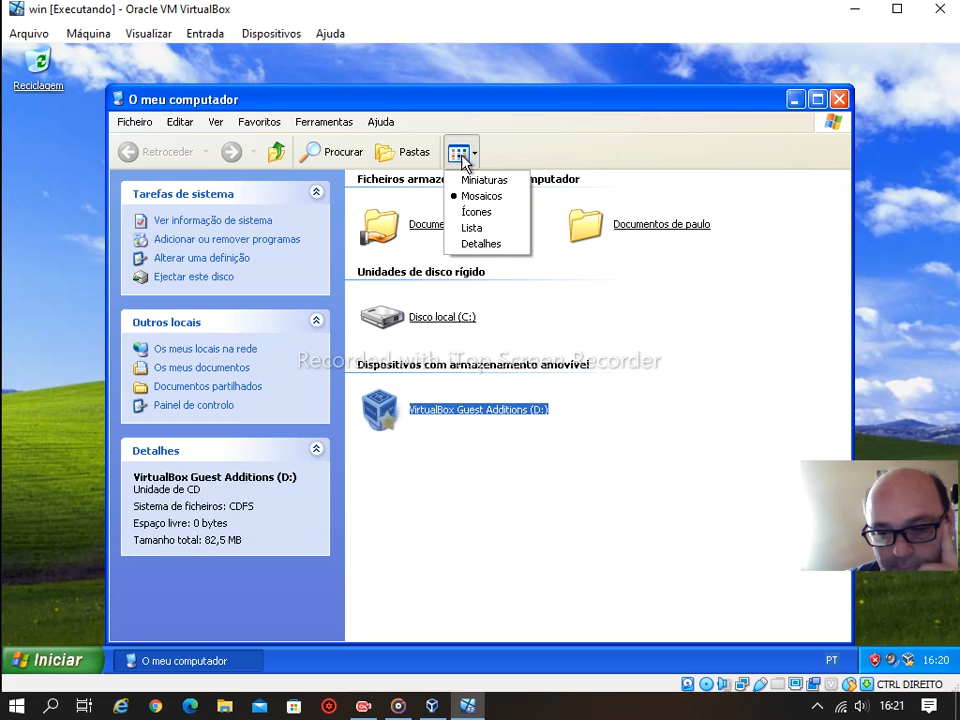 win [Executando] - Oracle VM VirtualBox
Arquivo Máquina Visualizar Entrada Dispositivos Ajuda
Reciclagem
O meu computador
Ficheiro Editar Ver Favoritos Ferramentas Ajuda
Retroceder Procurar Pastas
Tarefas de sistema
Ver informação de sistema
Adicionar ou remover programas
Alterar uma definição
Ejectar este disco
Outros locais
Os meus locais na rede
Os meus documentos
Documentos partilhados
Painel de controlo
Detalhes
VirtualBox Guest Additions (D:)
Unidade de CD
Sistema de ficheiros: CDFS
Espaço livre: 0 bytes
Tamanho total: 82,5 MB
Miniaturas
Mosaicos
Ícones
Lista
Detalhes
Documentos de paulo
Unidades de disco rígido
Disco local (C:)
Recorded with iTop Screen Recorder
Dispositivos com armazenamento amovível
VirtualBox Guest Additions (D:)
Iniciar O meu computador PT 16:20
CTRL DIREITO
16:21